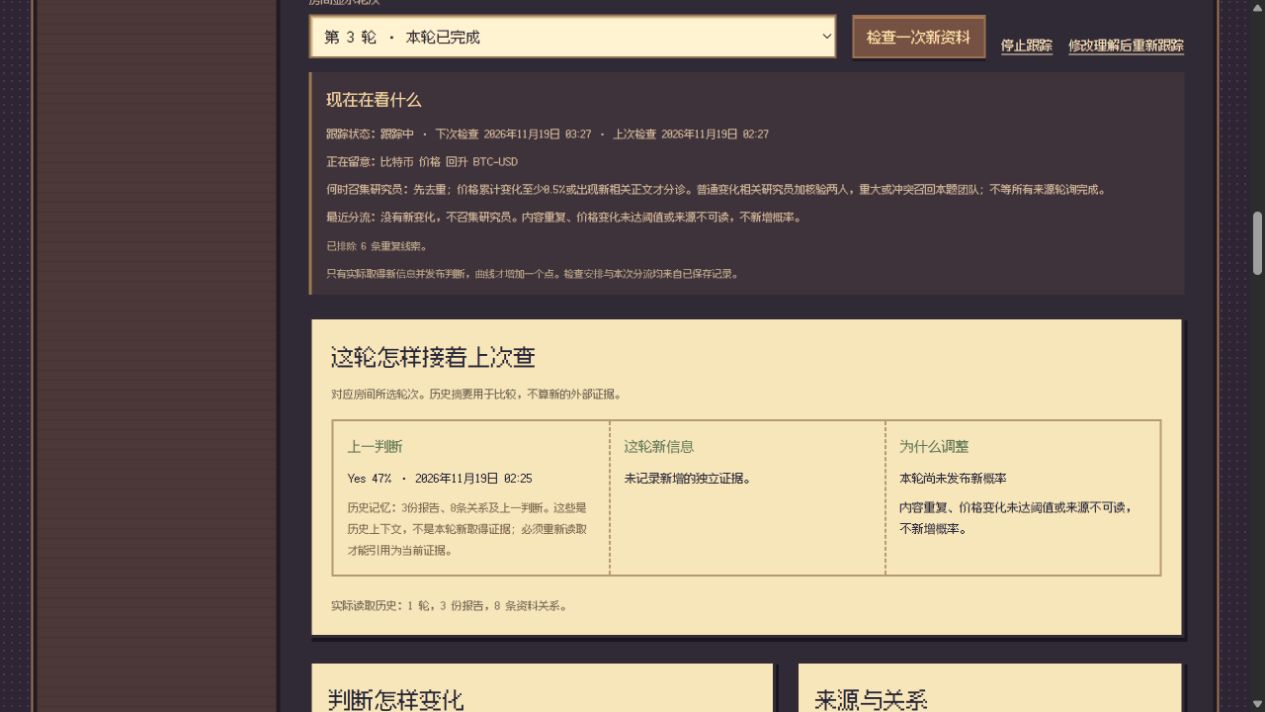 房间显示轮次
第 3 轮 · 本轮已完成
检查一次新资料
停止跟踪
修改理解后重新跟踪
现在在看什么
跟踪状态：跟踪中 · 下次检查 2026年11月19日 03:27 · 上次检查 2026年11月19日 02:27
正在留意：比特币 价格 回升 BTC-USD
何时召集研究员：先去重；价格累计变化至少0.5%或出现新相关正文才分诊。普通变化相关研究员加核验两人，重大或冲突召回本题团队；不等所有来源轮询完成。
最近分流：没有新变化，不召集研究员。内容重复、价格变化未达阈值或来源不可读，不新增概率。
已排除 6 条重复线索。
只有实际取得新信息并发布判断，曲线才增加一个点。检查安排与本次分流均来自已保存记录。
这轮怎样接着上次查
对应房间所选轮次。历史摘要用于比较，不算新的外部证据。
上一判断
Yes 47% · 2026年11月19日 02:25
历史记忆：3份报告、8条关系及上一判断。这些是
历史上下文，不是本轮新取得证据；必须重新读取
才能引用为当前证据。
这轮新信息
未记录新增的独立证据。
为什么调整
本轮尚未发布新概率
内容重复、价格变化未达阈值或来源不可读，
不新增概率。
实际读取历史：1 轮，3 份报告，8 条资料关系。
判断怎样变化
来源与关系